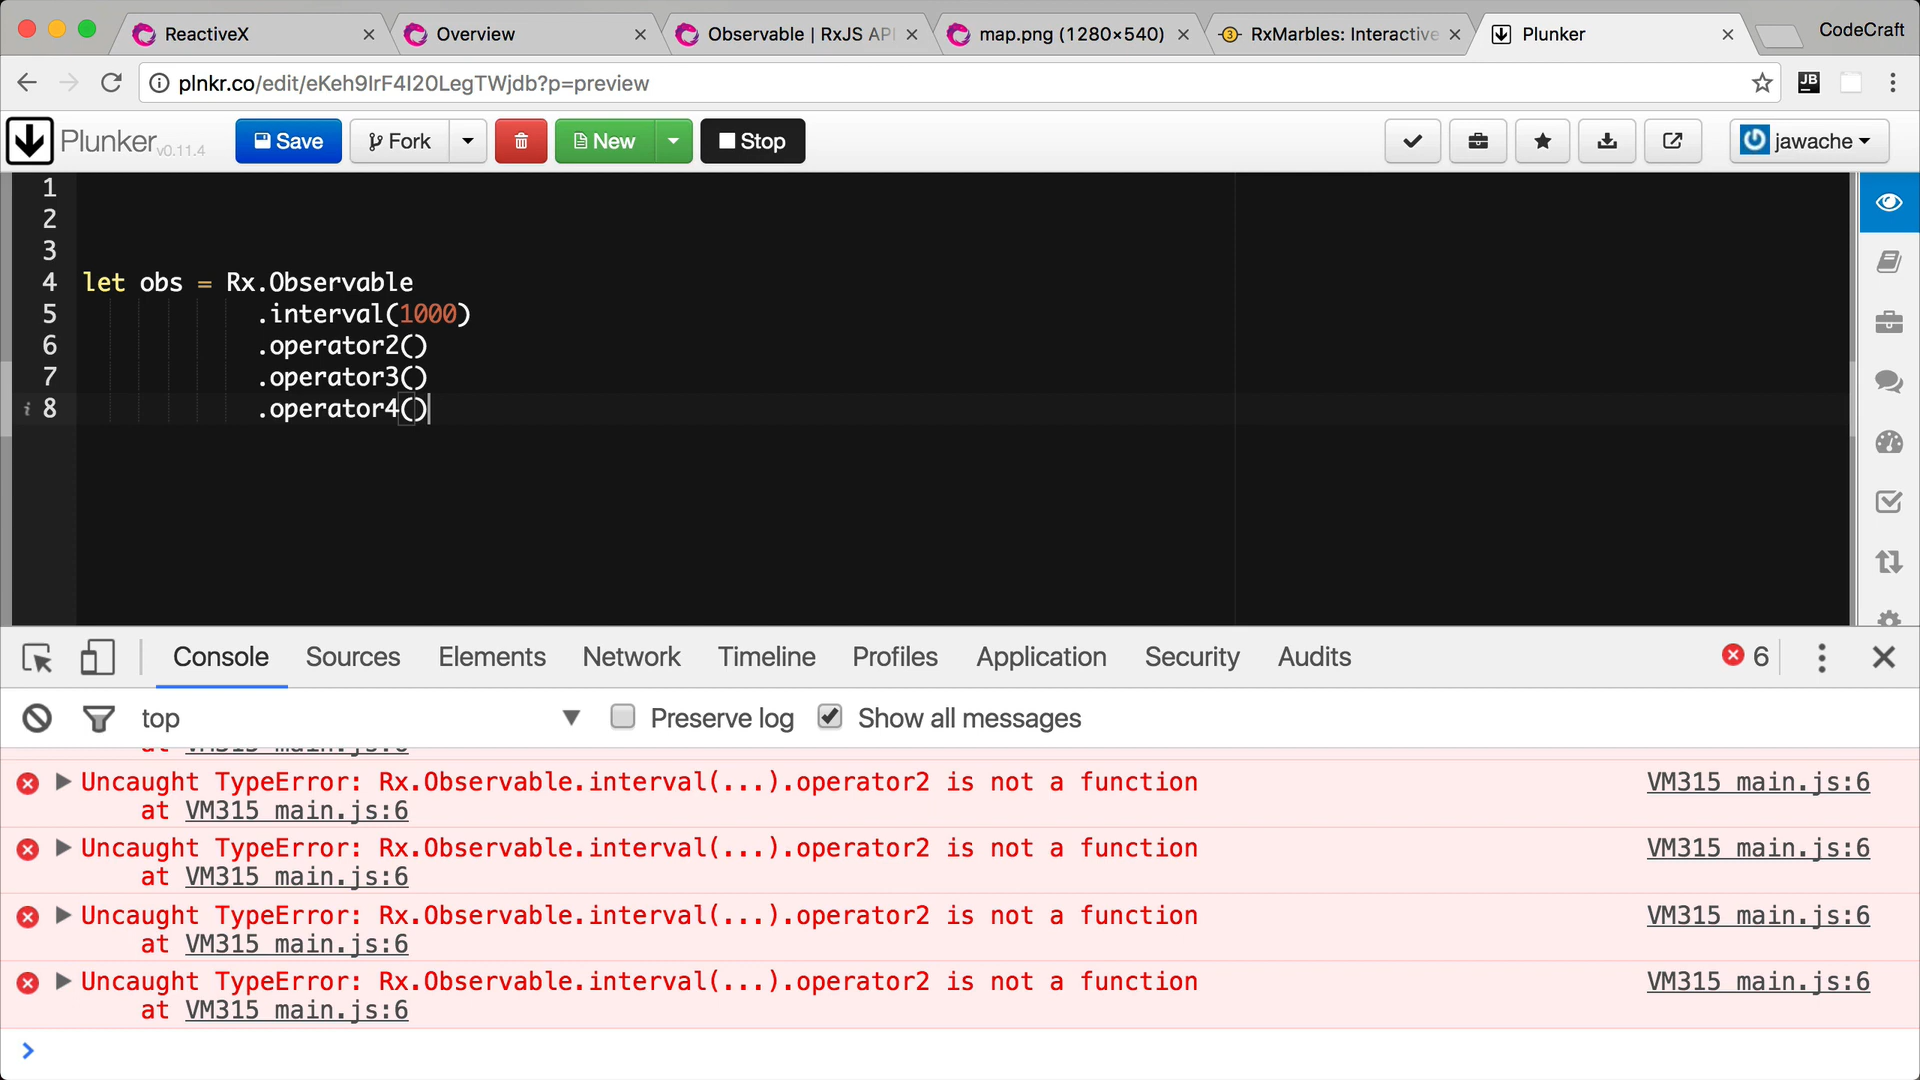 ReactiveX
Overview
Observable | RxJS API
map.png (1280×540)
RxMarbles: Interactive
Plunker
CodeCraft
plnkr.co/edit/eKeh9IrF4I20LegTWjdb?p=preview
JB
Plunker v0.11.4
Save
Fork
New
Stop
jawache
1
2
3
4 let obs = Rx.Observable
5 .interval(1000)
6 .operator2()
7 .operator3()
i 8 .operator4()
Console Sources Elements Network Timeline Profiles Application Security Audits 6
top Preserve log Show all messages
at VM315 main.js:6
Uncaught TypeError: Rx.Observable.interval(...).operator2 is not a function VM315 main.js:6
at VM315 main.js:6
Uncaught TypeError: Rx.Observable.interval(...).operator2 is not a function VM315 main.js:6
at VM315 main.js:6
Uncaught TypeError: Rx.Observable.interval(...).operator2 is not a function VM315 main.js:6
at VM315 main.js:6
Uncaught TypeError: Rx.Observable.interval(...).operator2 is not a function VM315 main.js:6
at VM315 main.js:6